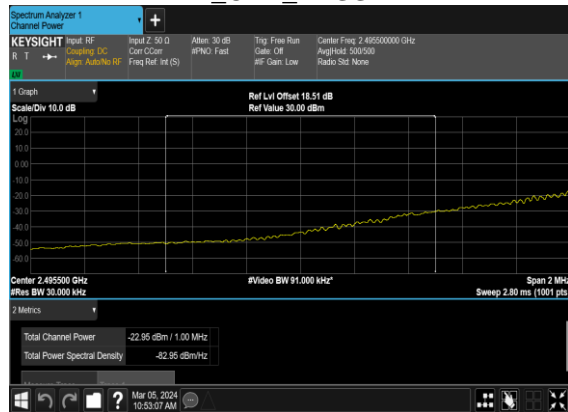 Spectrum Analyzer 1
Channel Power
+
KEYSIGHT
R T
Input: RF
Coupling: DC
Align: Auto/No RF
Input Z: 50 Ω
Corr CCorr
Freq Ref: Int (S)
Atten: 30 dB
#PNO: Fast
Trig: Free Run
Gate: Off
#IF Gain: Low
Center Freq: 2.495500000 GHz
Avg|Hold: 500/500
Radio Std: None
1 Graph
Scale/Div 10.0 dB
Ref Lvl Offset 18.51 dB
Ref Value 30.00 dBm
Log
20.0
10.0
0.00
-10.0
-20.0
-30.0
-40.0
-50.0
-60.0
Center 2.495500 GHz
#Res BW 30.000 kHz
#Video BW 91.000 kHz*
Span 2 MHz
Sweep 2.80 ms (1001 pts
2 Metrics
Total Channel Power -22.95 dBm / 1.00 MHz
Total Power Spectral Density -82.95 dBm/Hz
?
Mar 05, 2024
10:53:07 AM